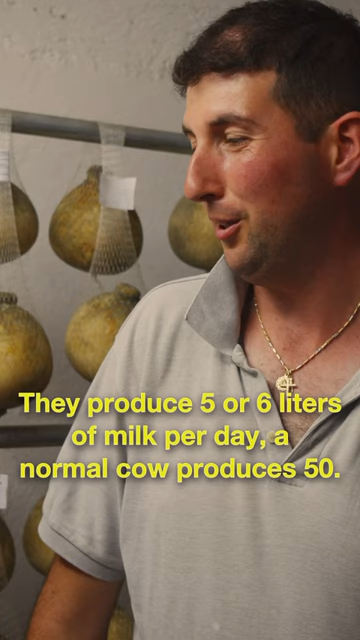 They produce 5 or 6 liters
of milk per day, a
normal cow produces 50.